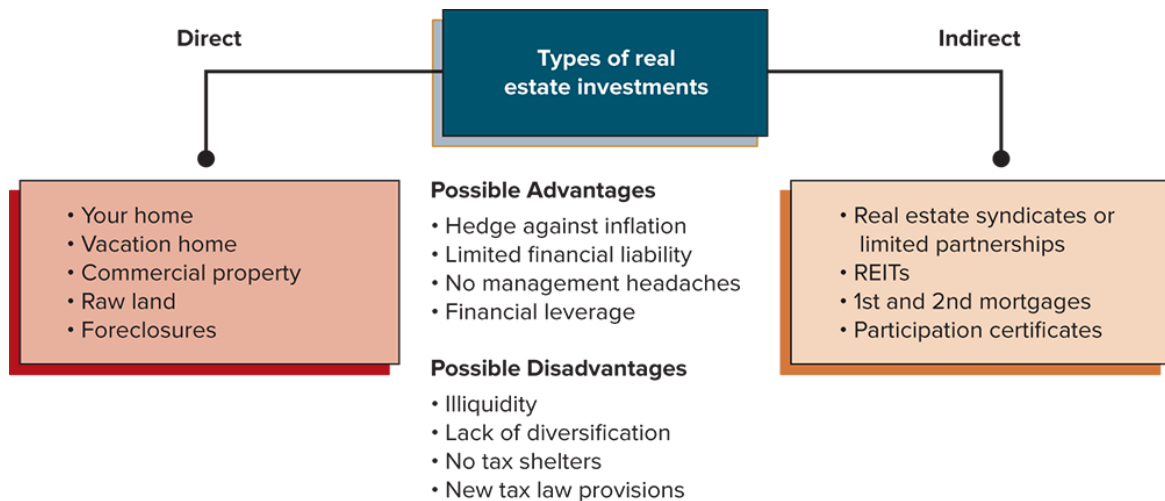 Direct
Types of real
estate investments
Indirect
• Your home
• Vacation home
• Commercial property
• Raw land
• Foreclosures
Possible Advantages
• Hedge against inflation
• Limited financial liability
• No management headaches
• Financial leverage
Possible Disadvantages
• Illiquidity
• Lack of diversification
• No tax shelters
• New tax law provisions
• Real estate syndicates or
limited partnerships
• REITs
• 1st and 2nd mortgages
• Participation certificates